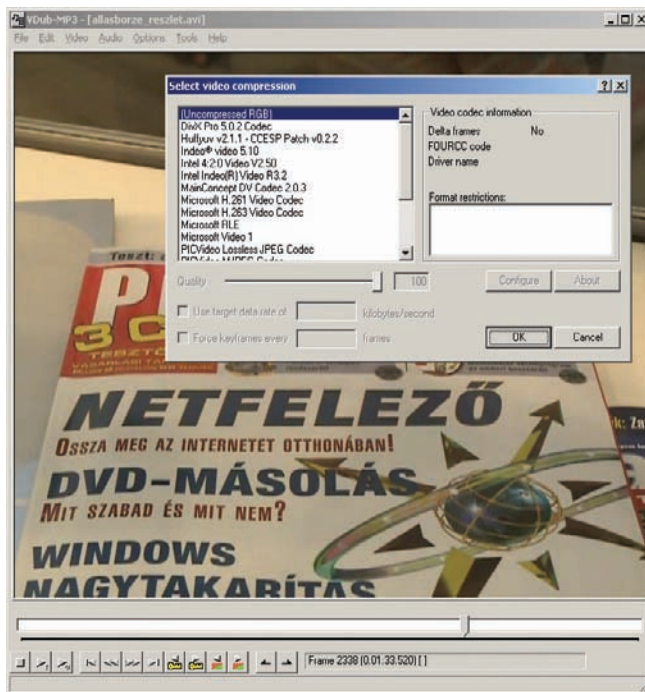 VDub-MP3 - [allasborze_reszlet.avi]
File Edit Video Audio Options Tools Help
Select video compression
(Uncompressed RGB)
DivX Pro 5.0.2 Codec
Huffyuv v2.1.1 - CCESP Patch v0.2.2
Indeo® video 5.10
Intel 4:2:0 Video V2.50
Intel Indeo(R) Video R3.2
MainConcept DV Codec 2.0.3
Microsoft H.261 Video Codec
Microsoft H.263 Video Codec
Microsoft RLE
Microsoft Video 1
PICVideo Lossless JPEG Codec
PICVideo MJPEG Codec
Video codec information
Delta frames No
FOURCC code
Driver name
Format restrictions:
Quality 100
Configure About
Use target data rate of kilobytes/second
Force keyframes every frames
OK Cancel
Teszt:
3 C
VÁSÁRLÁSI
NETFELEZŐ
OSSZA MEG AZ INTERNETET OTTHONÁBAN!
DVD-MÁSOLÁS
MIT SZABAD ÉS MIT NEM?
WINDOWS
NAGYTAKARÍTÁS
Frame 2338 (0:01:33.520) [ ]